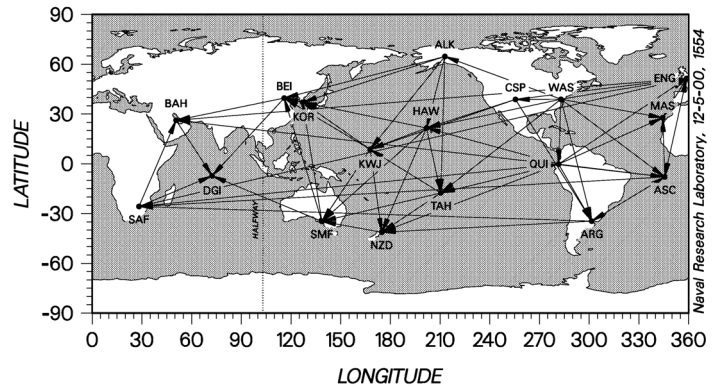 90
60
30
0
-30
-60
-90
LATITUDE
ALK
ENG
BEI
CSP
WAS
BAH
MAS
KOR
HAW
KWJ
QUI
DGI
ASC
TAH
SAF
HALFWAY
SMF
NZD
ARG
0 30 60 90 120 150 180 210 240 270 300 330 360
LONGITUDE
Naval Research Laboratory, 12-5-00, 1554